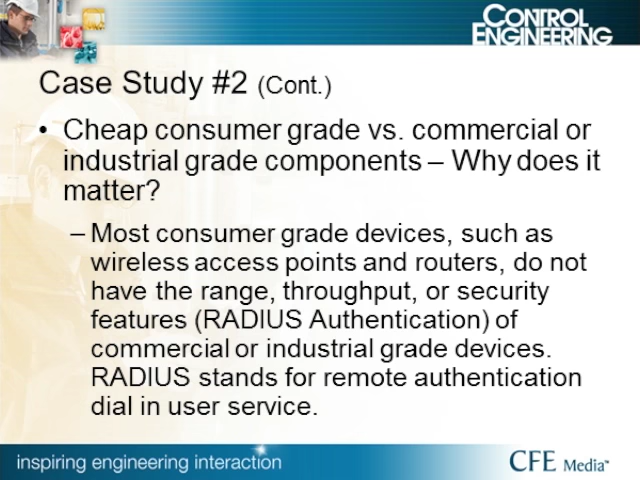 CONTROL
ENGINEERING
Case Study #2 (Cont.)
• Cheap consumer grade vs. commercial or
industrial grade components – Why does it
matter?
– Most consumer grade devices, such as
wireless access points and routers, do not
have the range, throughput, or security
features (RADIUS Authentication) of
commercial or industrial grade devices.
RADIUS stands for remote authentication
dial in user service.
inspiring engineering interaction
CFE Media™